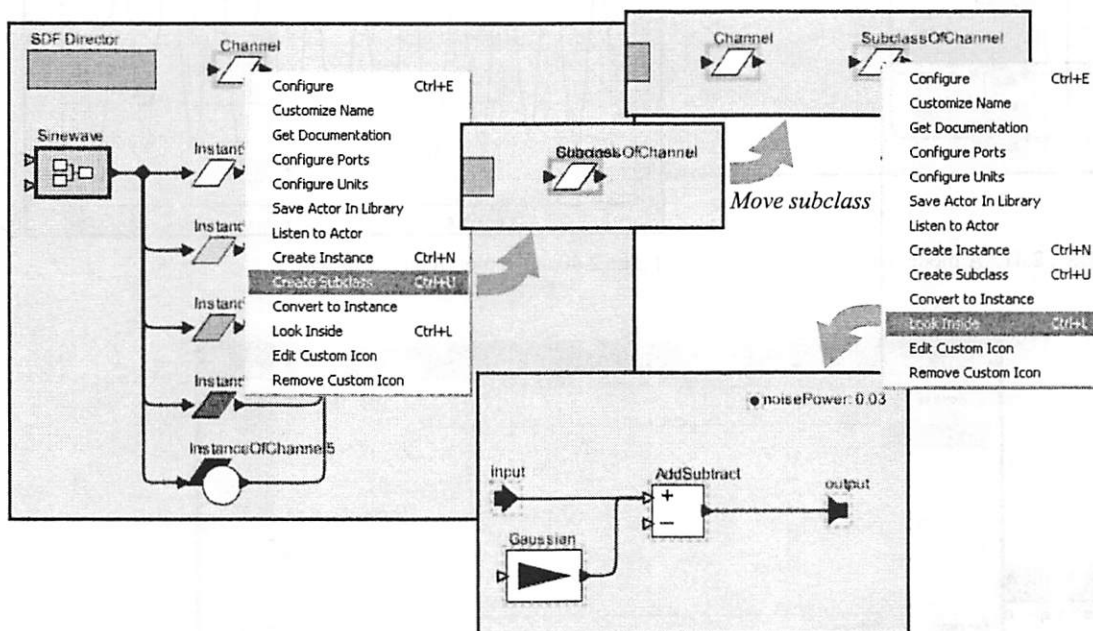 SDF Director
Channel
Sinewave
Instanc
Instanc
Instanc
Instanc
InstanceOfChannel5
Configure Ctrl+E
Customize Name
Get Documentation
Configure Ports
Configure Units
Save Actor In Library
Listen to Actor
Create Instance Ctrl+N
Create Subclass Ctrl+U
Convert to Instance
Look Inside Ctrl+L
Edit Custom Icon
Remove Custom Icon
SubclassOfChannel
Move subclass
Channel
SubclassOfChannel
Configure Ctrl+E
Customize Name
Get Documentation
Configure Ports
Configure Units
Save Actor In Library
Listen to Actor
Create Instance Ctrl+N
Create Subclass Ctrl+U
Convert to Instance
Look Inside Ctrl+L
Edit Custom Icon
Remove Custom Icon
noisePower: 0.03
input
AddSubtract
+
−
output
Gaussian